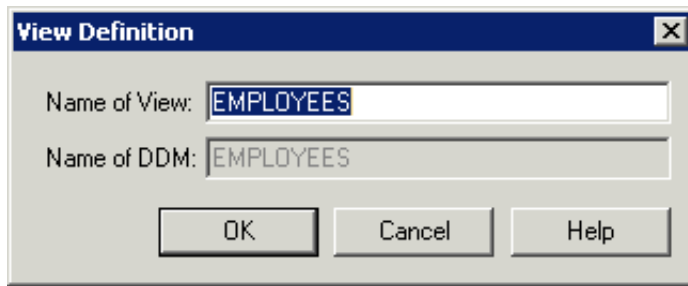 View Definition
Name of View: EMPLOYEES
Name of DDM: EMPLOYEES
OK Cancel Help